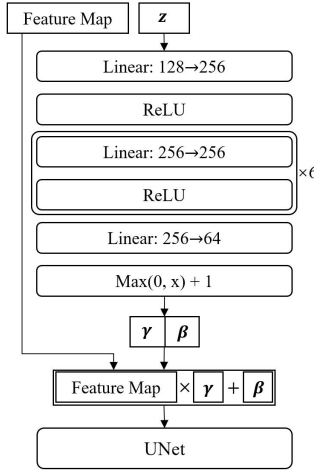 Feature Map z
Linear: 128→256
ReLU
Linear: 256→256
ReLU
×6
Linear: 256→64
Max(0, x) + 1
γ β
Feature Map × γ + β
UNet